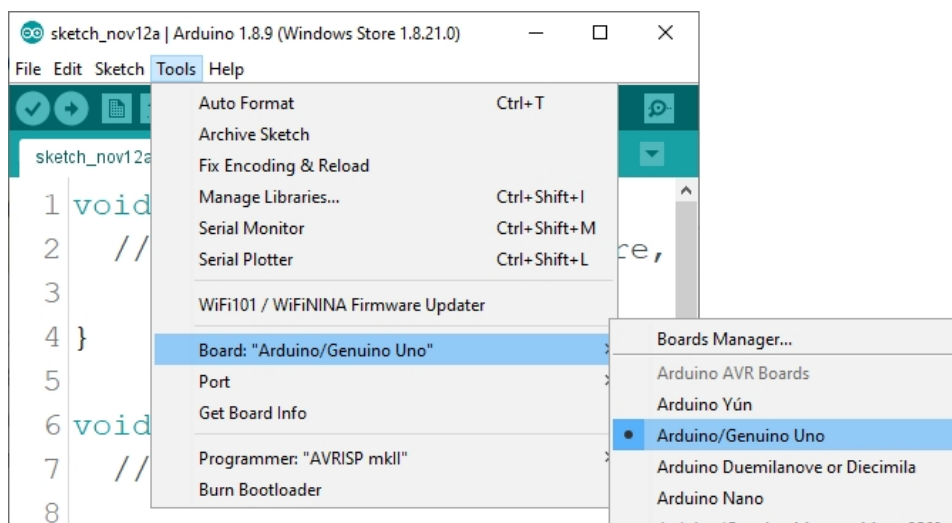 sketch_nov12a | Arduino 1.8.9 (Windows Store 1.8.21.0)
File Edit Sketch Tools Help
sketch_nov12a
1 void
2 // re,
3
4 }
5
6 void
7 //
8
Auto Format Ctrl+T
Archive Sketch
Fix Encoding & Reload
Manage Libraries... Ctrl+Shift+I
Serial Monitor Ctrl+Shift+M
Serial Plotter Ctrl+Shift+L
WiFi101 / WiFiNINA Firmware Updater
Board: "Arduino/Genuino Uno"
Port
Get Board Info
Programmer: "AVRISP mkII"
Burn Bootloader
Boards Manager...
Arduino AVR Boards
Arduino Yún
Arduino/Genuino Uno
Arduino Duemilanove or Diecimila
Arduino Nano